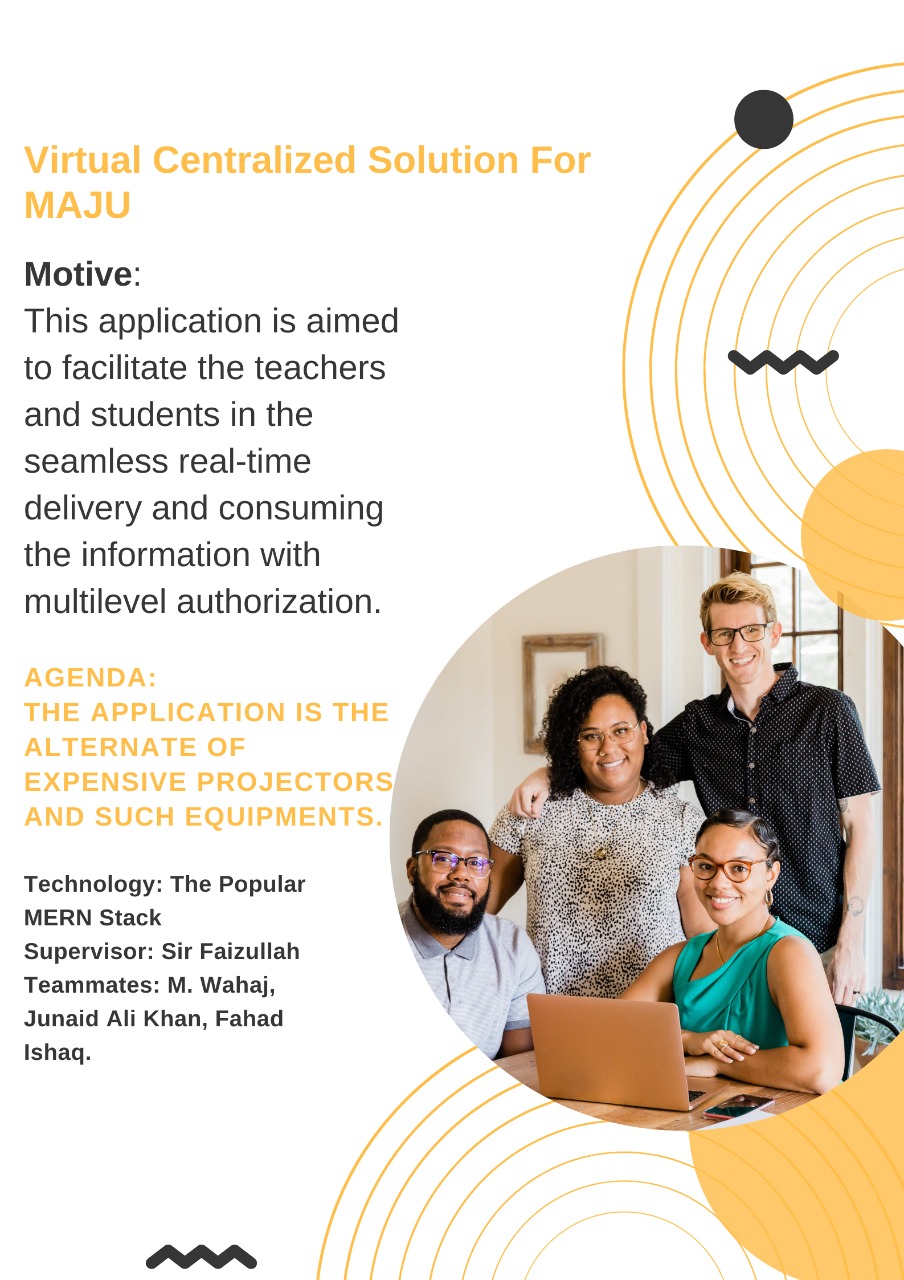 Virtual Centralized Solution For
MAJU
Motive:
This application is aimed
to facilitate the teachers
and students in the
seamless real-time
delivery and consuming
the information with
multilevel authorization.
AGENDA:
THE APPLICATION IS THE
ALTERNATE OF
EXPENSIVE PROJECTORS
AND SUCH EQUIPMENTS.
Technology: The Popular
MERN Stack
Supervisor: Sir Faizullah
Teammates: M. Wahaj,
Junaid Ali Khan, Fahad
Ishaq.